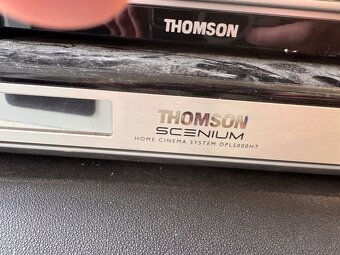 THOMSON
THOMSON
SCENIUM
HOME CINEMA SYSTEM DPL5000HT